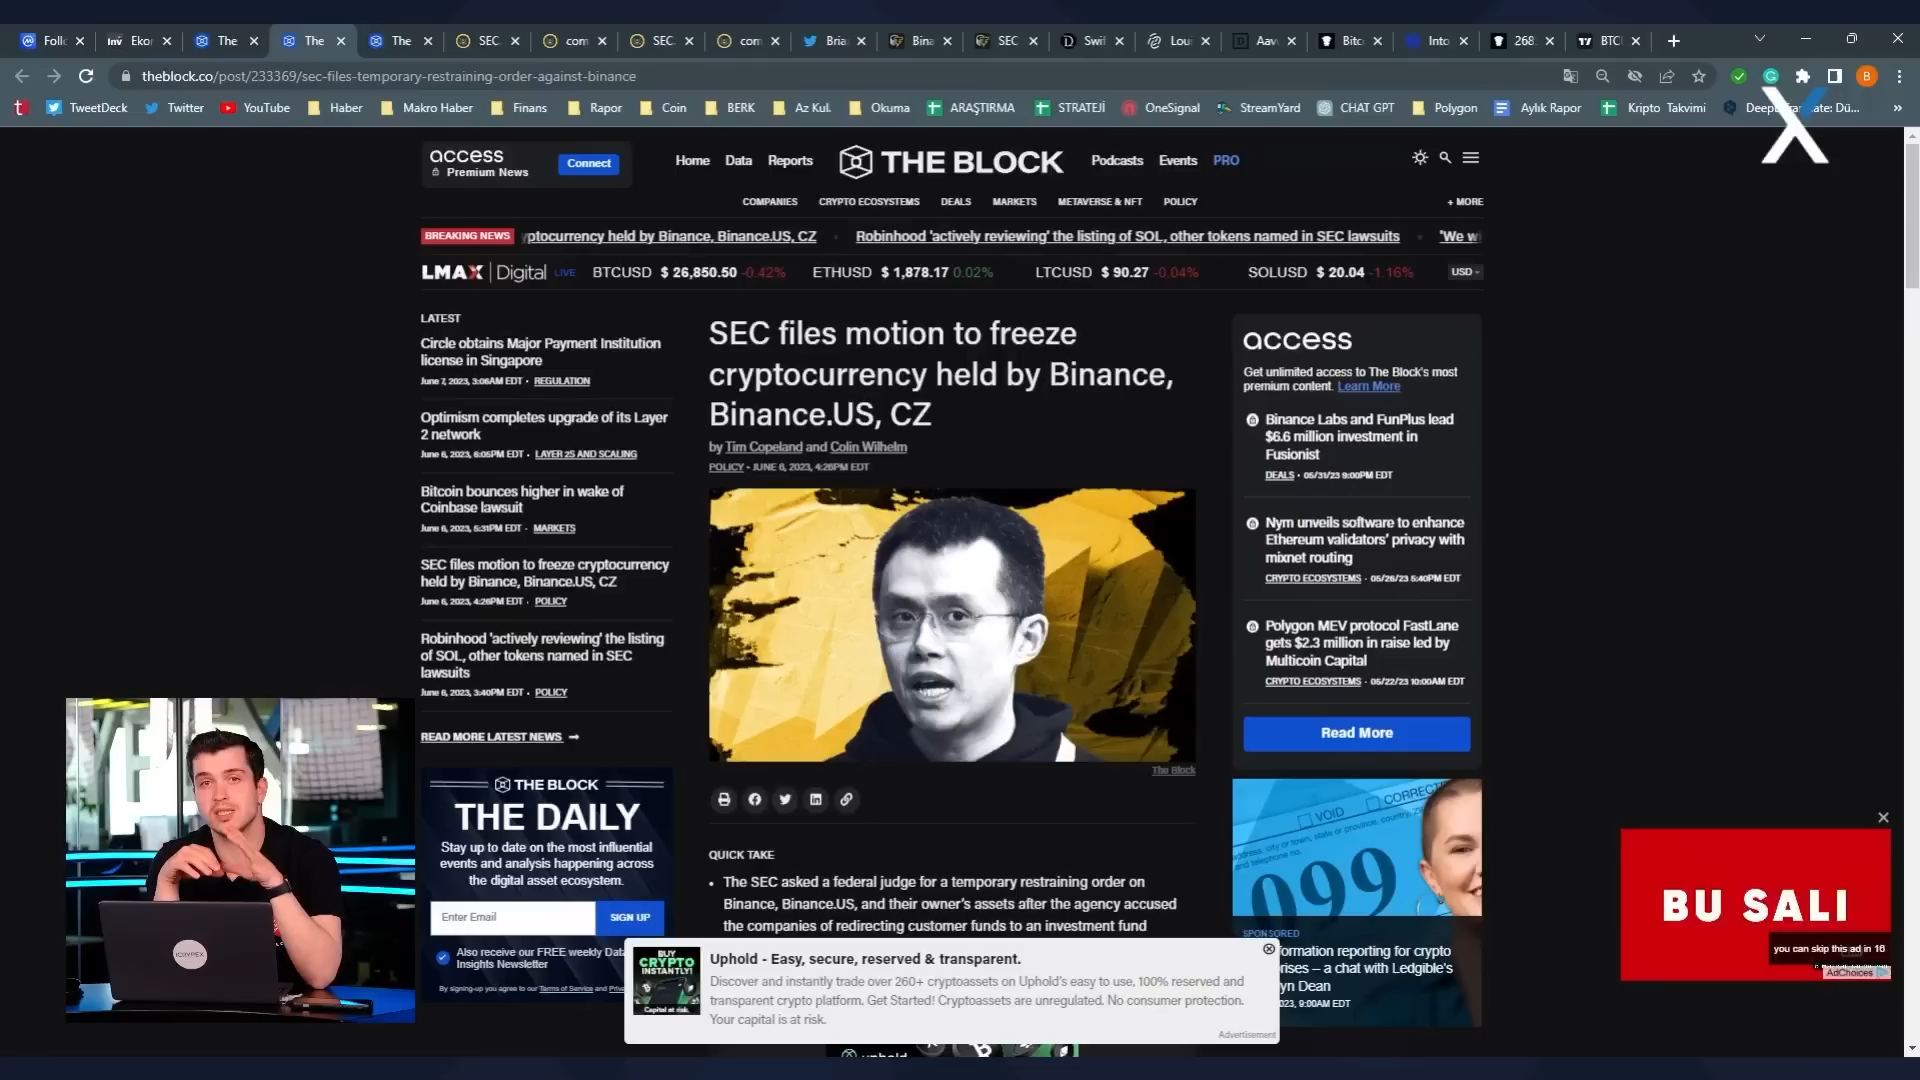 Foll
Eko
The
The
The
SEC
com
SEC
com
Bria
Bina
SEC
Swif
Loui
Aav
Bitc
Into
268
BTC
theblock.co/post/233369/sec-files-temporary-restraining-order-against-binance
TweetDeck
Twitter
YouTube
Haber
Makro Haber
Finans
Rapor
Coin
BERK
Az Kul.
Okuma
ARAŞTIRMA
STRATEJİ
OneSignal
StreamYard
CHAT GPT
Polygon
Aylık Rapor
Kripto Takvimi
access
Premium News
Connect
Home
Data
Reports
THE BLOCK
Podcasts
Events
PRO
COMPANIES
CRYPTO ECOSYSTEMS
DEALS
MARKETS
METAVERSE & NFT
POLICY
+ MORE
BREAKING NEWS
yptocurrency held by Binance, Binance.US, CZ
Robinhood 'actively reviewing' the listing of SOL, other tokens named in SEC lawsuits
'We w
LMAX Digital LIVE
BTCUSD $ 26,850.50 -0.42%
ETHUSD $ 1,878.17 0.02%
LTCUSD $ 90.27 -0.04%
SOLUSD $ 20.04 -1.16%
USD
LATEST
Circle obtains Major Payment Institution
license in Singapore
June 7, 2023, 3:06AM EDT · REGULATION
Optimism completes upgrade of its Layer
2 network
June 6, 2023, 6:05PM EDT · LAYER 2S AND SCALING
Bitcoin bounces higher in wake of
Coinbase lawsuit
June 6, 2023, 5:31PM EDT · MARKETS
SEC files motion to freeze cryptocurrency
held by Binance, Binance.US, CZ
June 6, 2023, 4:26PM EDT · POLICY
Robinhood 'actively reviewing' the listing
of SOL, other tokens named in SEC
lawsuits
June 6, 2023, 3:40PM EDT · POLICY
READ MORE LATEST NEWS
THE BLOCK
THE DAILY
Stay up to date on the most influential
events and analysis happening across
the digital asset ecosystem.
Enter Email
SIGN UP
Also receive our FREE weekly Data
Insights Newsletter
By signing-up you agree to our Terms of Service and
SEC files motion to freeze
cryptocurrency held by Binance,
Binance.US, CZ
by Tim Copeland and Colin Wilhelm
POLICY • JUNE 6, 2023, 4:26PM EDT
The Block
QUICK TAKE
• The SEC asked a federal judge for a temporary restraining order on
Binance, Binance.US, and their owner's assets after the agency accused
the companies of redirecting customer funds to an investment fund
access
Get unlimited access to The Block's most
premium content. Learn More
Binance Labs and FunPlus lead
$6.6 million investment in
Fusionist
DEALS • 05/31/23 9:00PM EDT
Nym unveils software to enhance
Ethereum validators' privacy with
mixnet routing
CRYPTO ECOSYSTEMS • 05/26/23 5:40PM EDT
Polygon MEV protocol FastLane
gets $2.3 million in raise led by
Multicoin Capital
CRYPTO ECOSYSTEMS • 05/22/23 10:00AM EDT
Read More
VOID
CORRECTE
099
SPONSORED
formation reporting for crypto
rises – a chat with Ledgible's
yn Dean
023, 9:00AM EDT
BUY
CRYPTO
INSTANTLY!
Capital at risk.
Uphold - Easy, secure, reserved & transparent.
Discover and instantly trade over 260+ cryptoassets on Uphold's easy to use, 100% reserved and
transparent crypto platform. Get Started! Cryptoassets are unregulated. No consumer protection.
Your capital is at risk.
Advertisement
uphold
BU SALI
you can skip this ad in 16
AdChoices
ICRYPEX